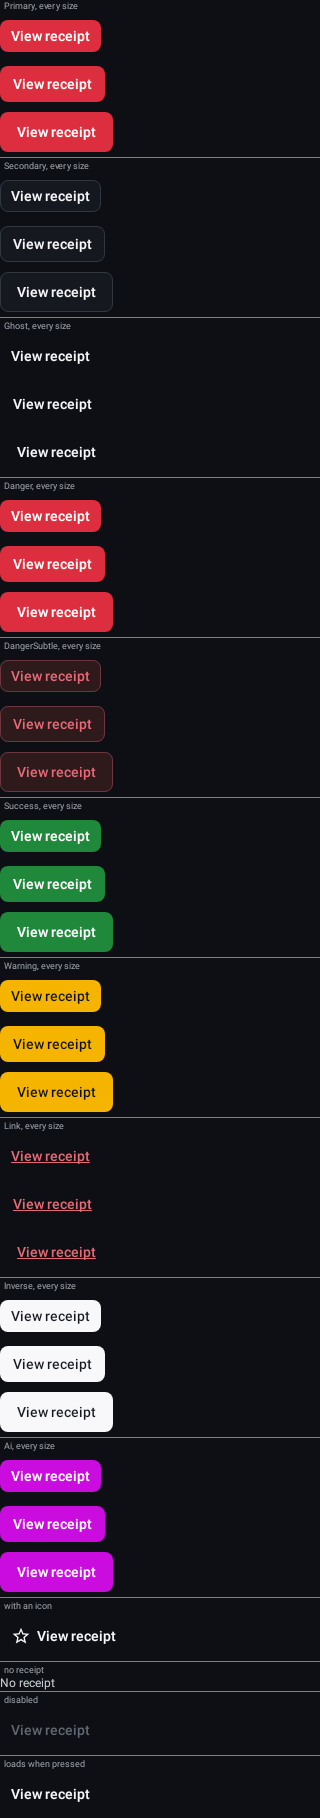 Primary, every size
View receipt
View receipt
View receipt
Secondary, every size
View receipt
View receipt
View receipt
Ghost, every size
View receipt
View receipt
View receipt
Danger, every size
View receipt
View receipt
View receipt
DangerSubtle, every size
View receipt
View receipt
View receipt
Success, every size
View receipt
View receipt
View receipt
Warning, every size
View receipt
View receipt
View receipt
Link, every size
View receipt
View receipt
View receipt
Inverse, every size
View receipt
View receipt
View receipt
Ai, every size
View receipt
View receipt
View receipt
with an icon
View receipt
no receipt
No receipt
disabled
View receipt
loads when pressed
View receipt